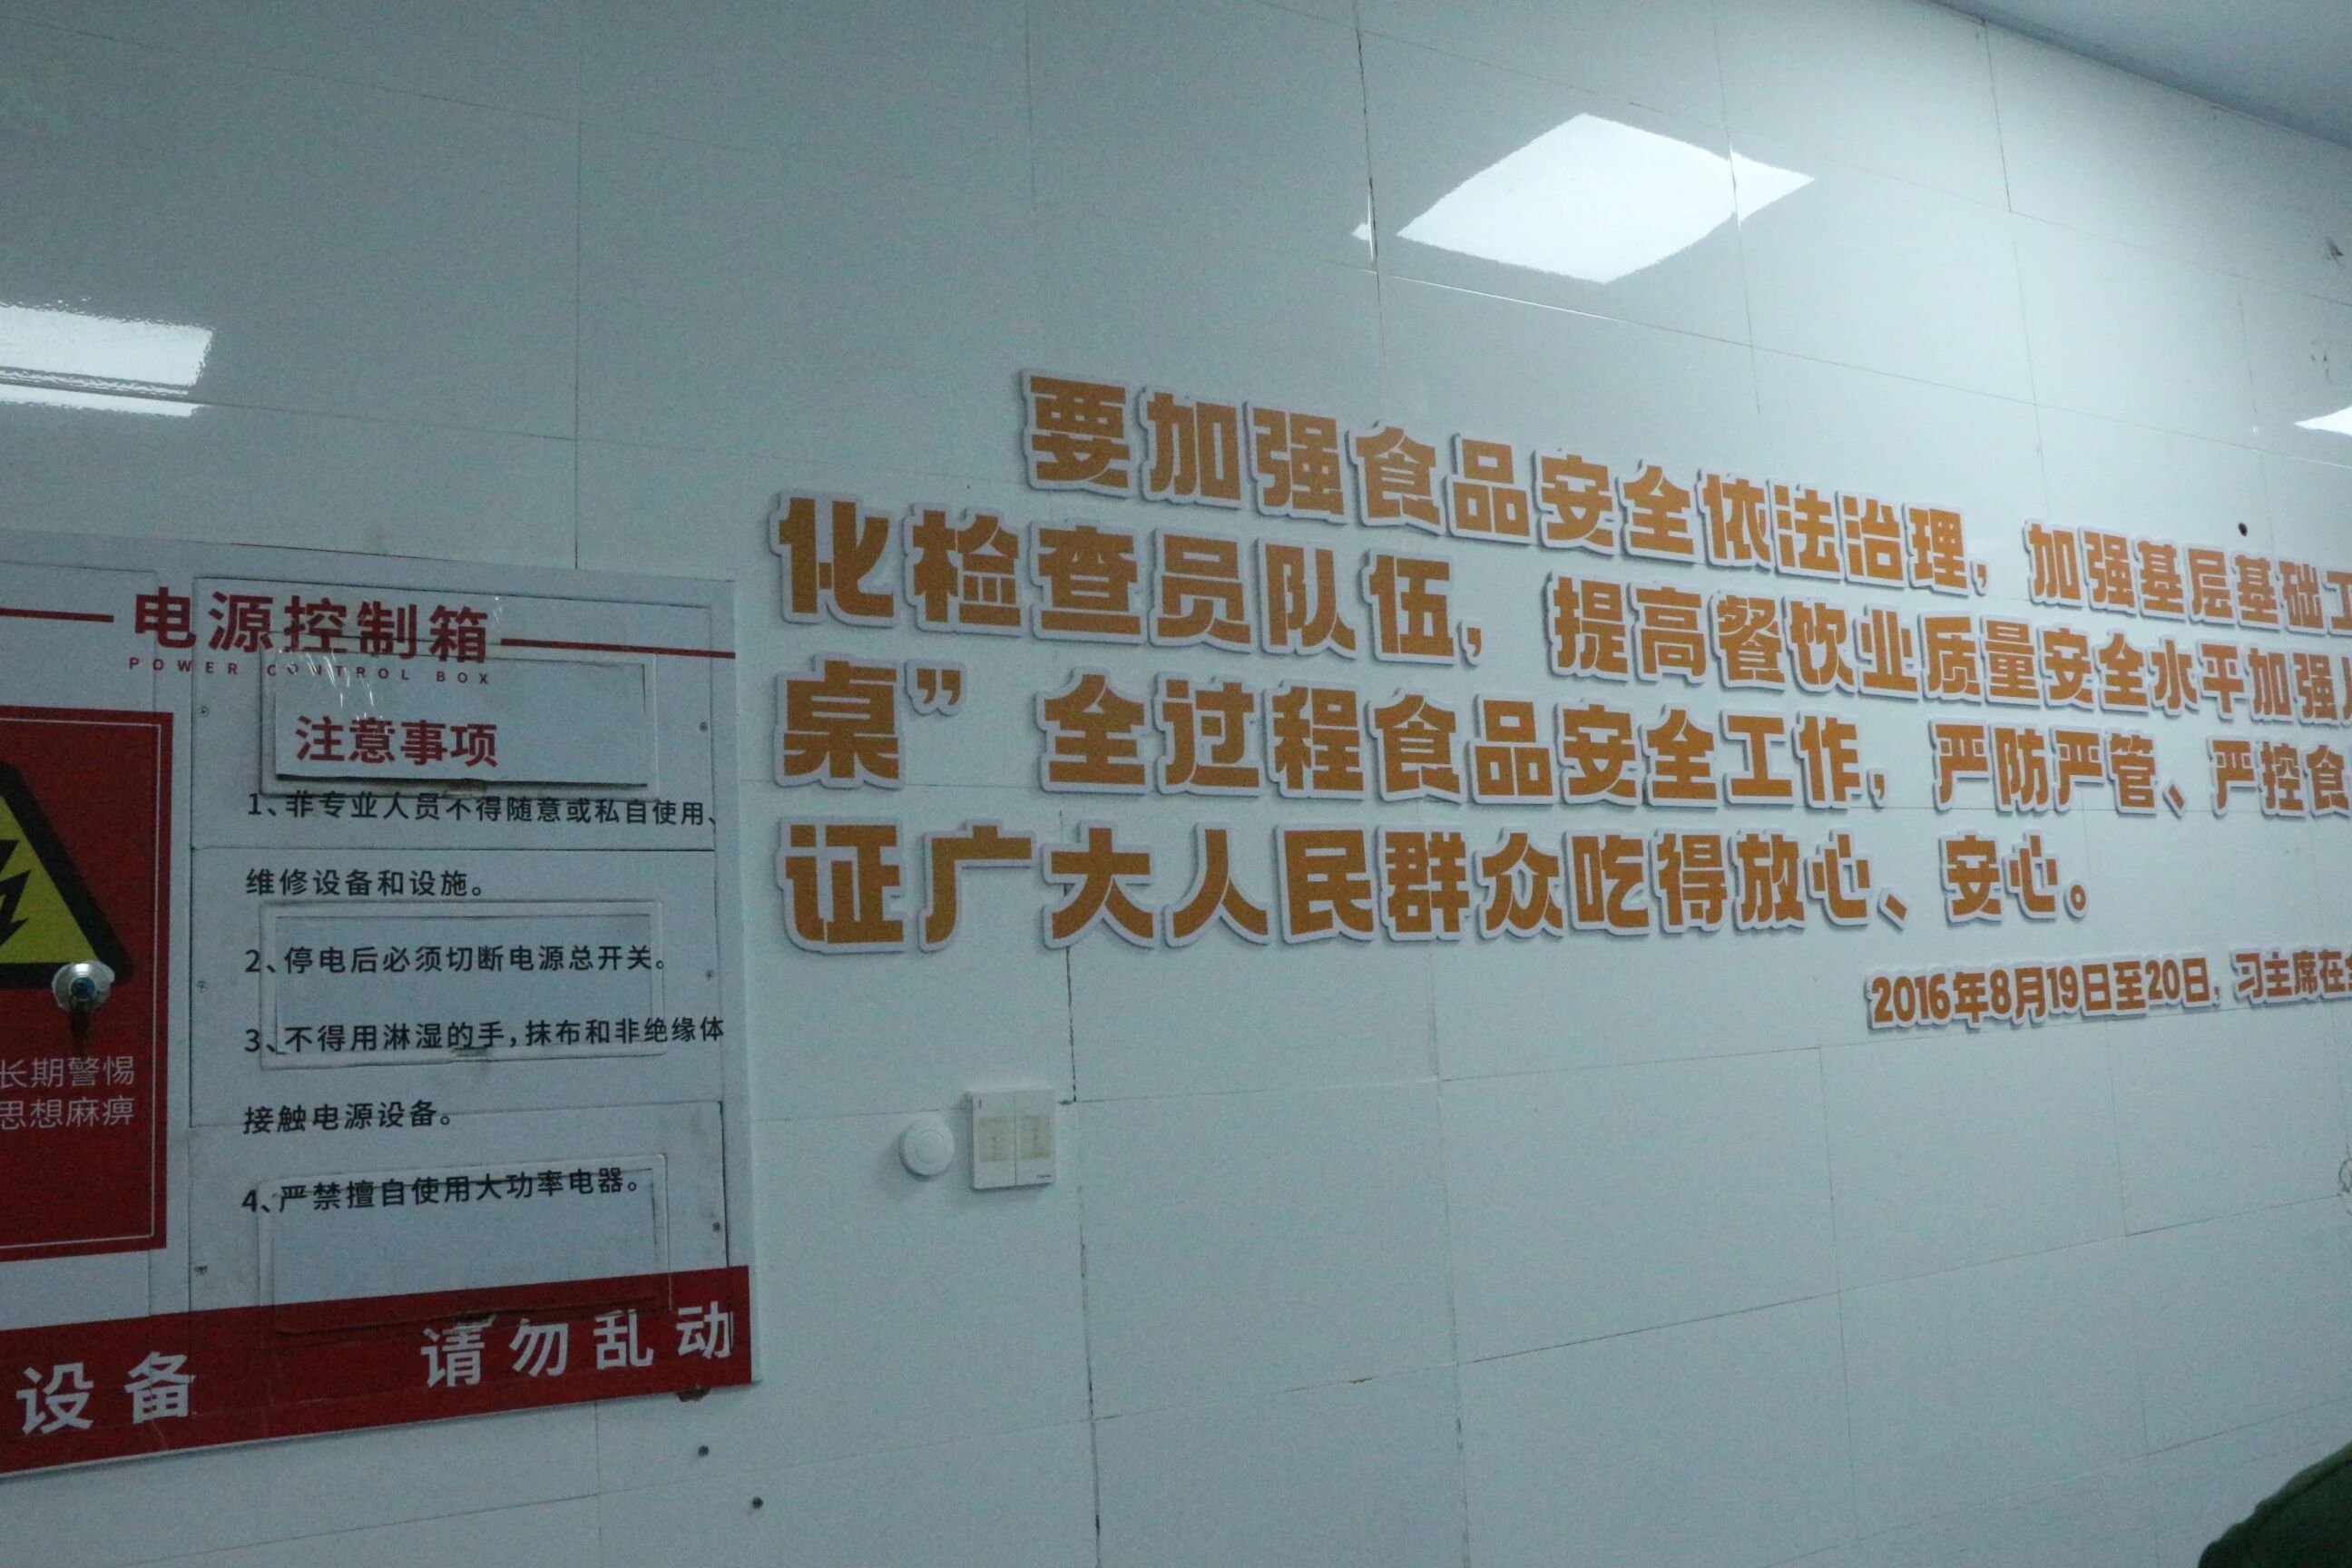 电源控制箱
POWER CONTROL BOX
注意事项
1、非专业人员不得随意或私自使用、
维修设备和设施。
2、停电后必须切断电源总开关。
3、不得用淋湿的手,抹布和非绝缘体
接触电源设备。
4、严禁擅自使用大功率电器。
长期警惕
思想麻痹
设备 请勿乱动
要加强食品安全依法治理，加强基层基础工
化检查员队伍，提高餐饮业质量安全水平加强
桌”全过程食品安全工作，严防严管、严控食
证广大人民群众吃得放心、安心。
2016年8月19日至20日，习主席在